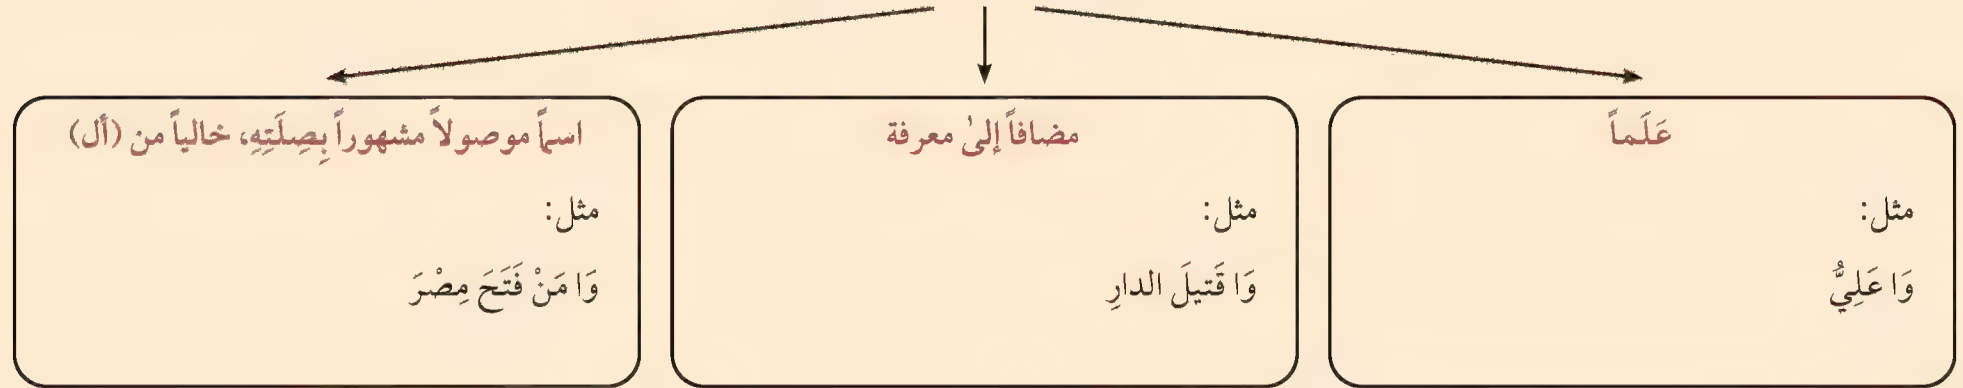 عَلَماً
مثل:
وَا عَلِيُّ
مضافاً إلىٰ معرفة
مثل:
وَا قَتيلَ الدارِ
اسماً موصولاً مشهوراً بِصِلَتِهِ، خالياً من (أل)
مثل:
وَا مَنْ فَتَحَ مِصْرَ